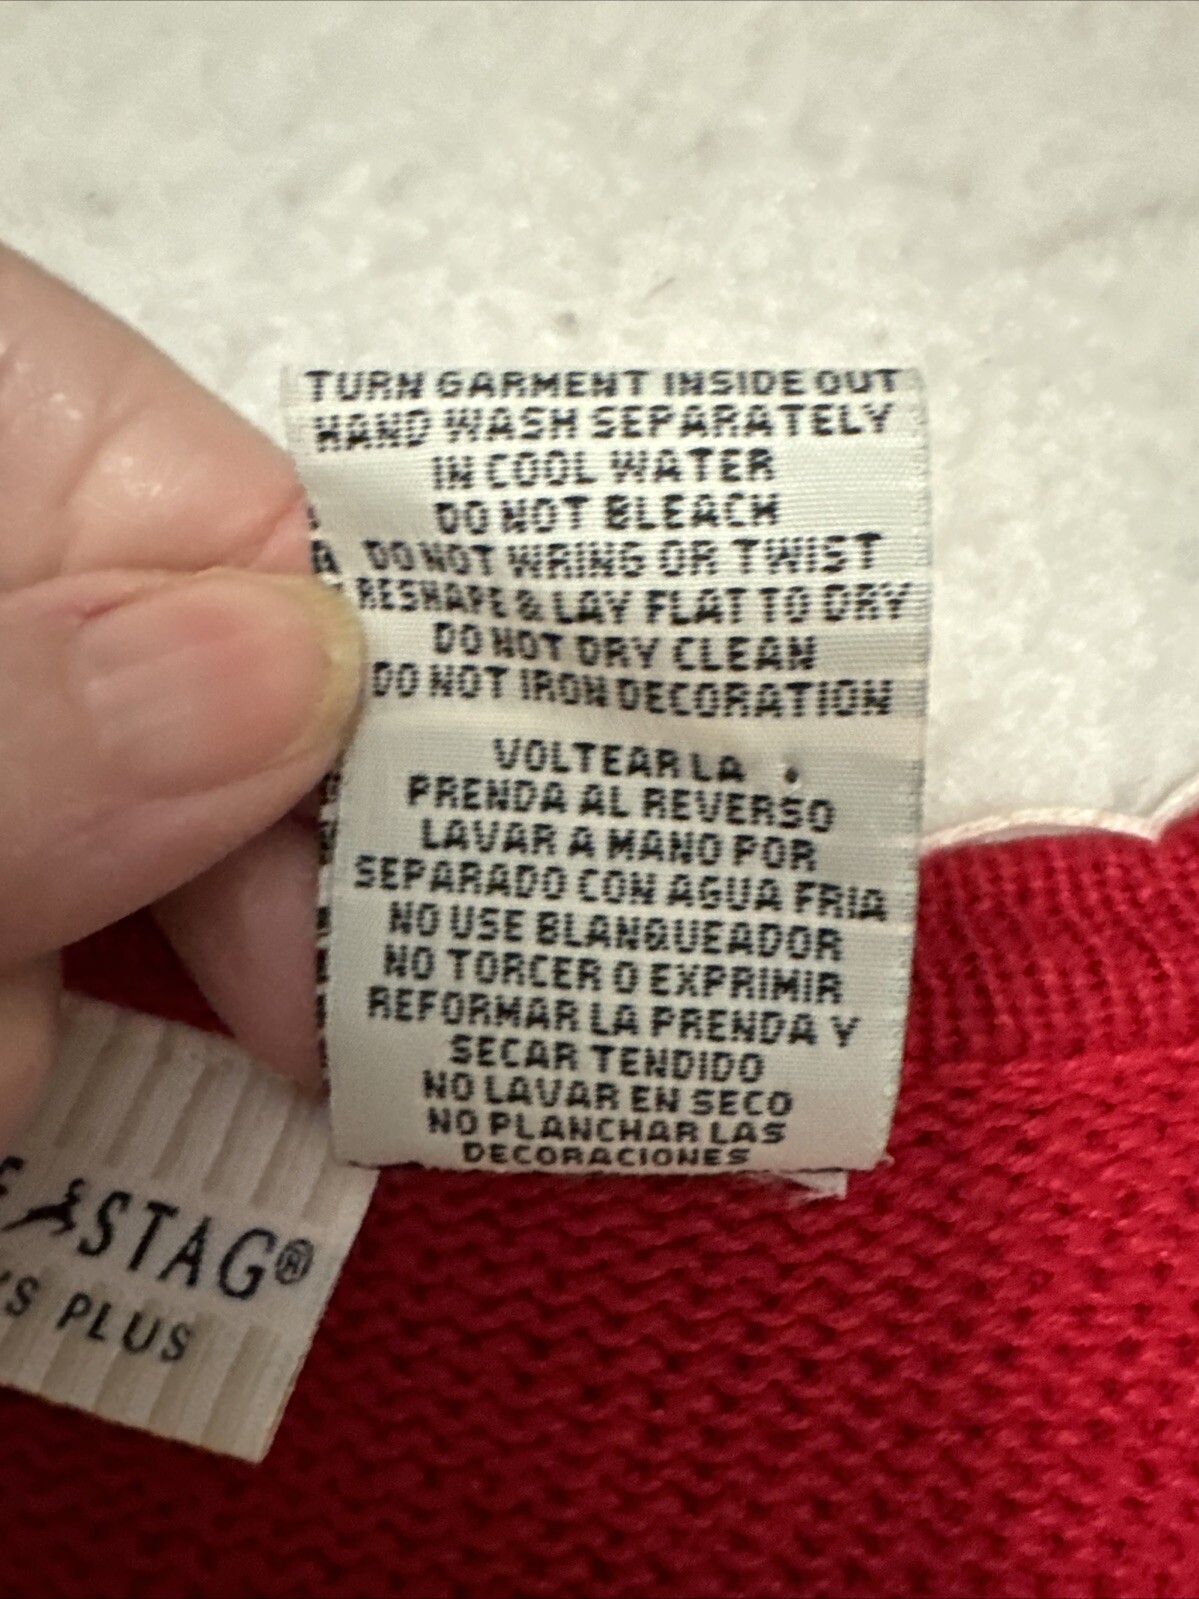 TURN GARMENT INSIDE OUT
HAND WASH SEPARATELY
IN COOL WATER
DO NOT BLEACH
DO NOT WRING OR TWIST
RESHAPE & LAY FLAT TO DRY
DO NOT DRY CLEAN
DO NOT IRON DECORATION
VOLTEAR LA
PRENDA AL REVERSO
LAVAR A MANO POR
SEPARADO CON AGUA FRIA
NO USE BLANQUEADOR
NO TORCER O EXPRIMIR
REFORMAR LA PRENDA Y
SECAR TENDIDO
NO LAVAR EN SECO
NO PLANCHAR LAS
DECORACIONES
STAG®
PLUS